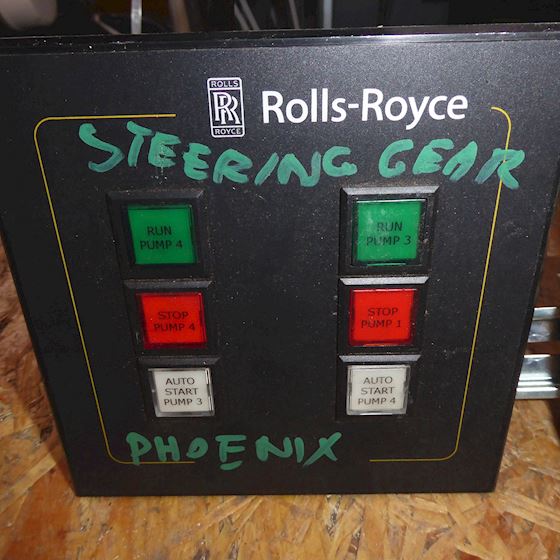 ROLLS
RR
ROYCE
Rolls-Royce
STEERING GEAR
RUN
PUMP 4
RUN
PUMP 3
STOP
PUMP 4
STOP
PUMP 1
AUTO
START
PUMP 3
AUTO
START
PUMP 4
PHOENIX